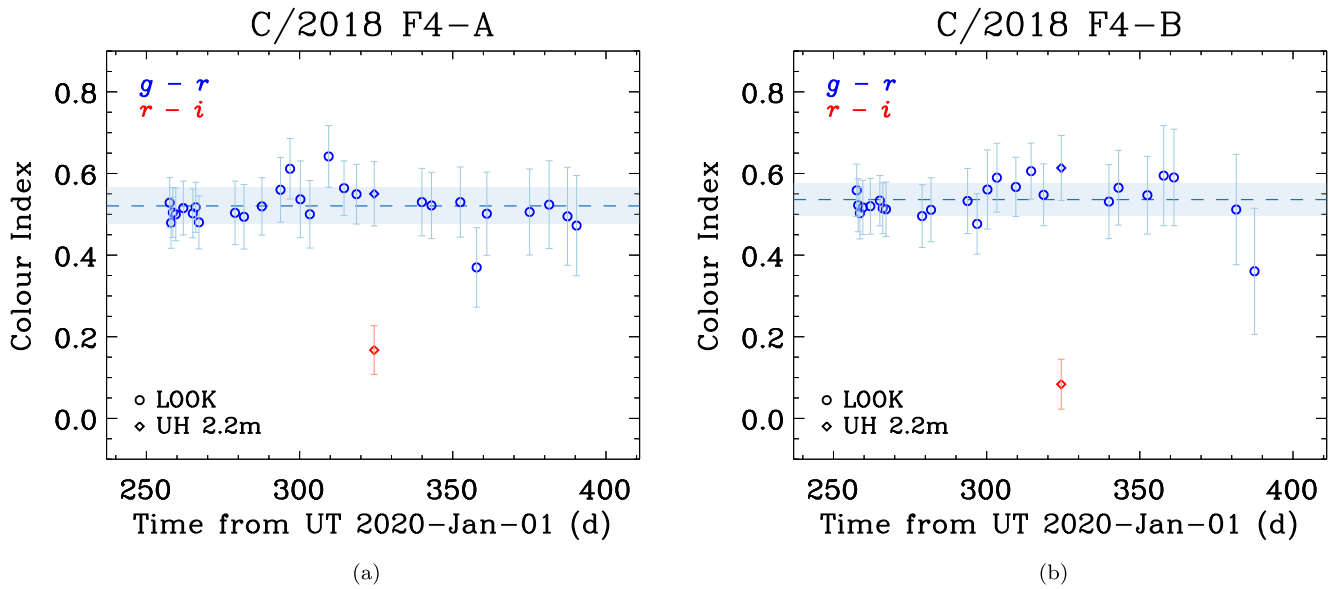 C/2018 F4−A
g − r
r − i
0.8
0.6
0.4
0.2
0.0
Colour Index
LOOK
UH 2.2m
250 300 350 400
Time from UT 2020−Jan−01 (d)
(a)
C/2018 F4−B
g − r
r − i
0.8
0.6
0.4
0.2
0.0
Colour Index
LOOK
UH 2.2m
250 300 350 400
Time from UT 2020−Jan−01 (d)
(b)